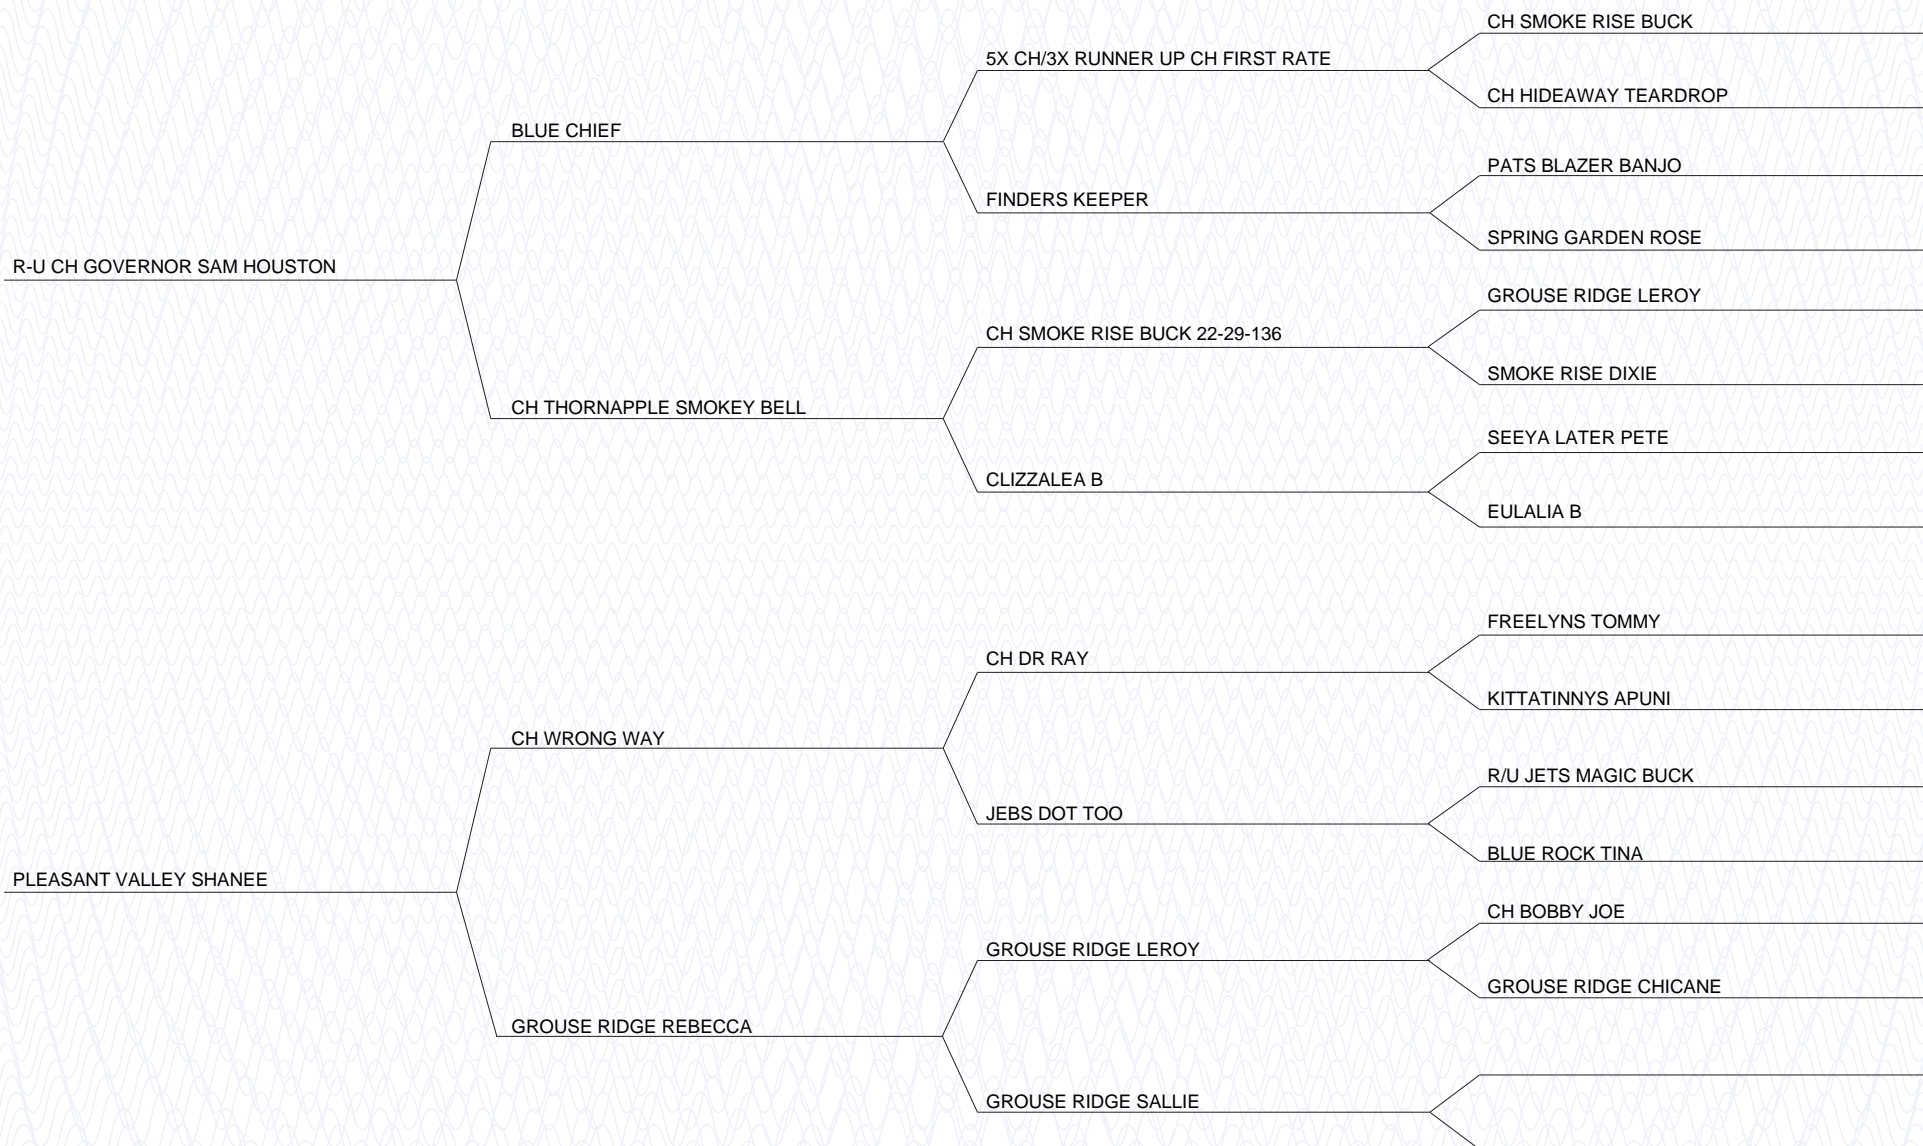 CH SMOKE RISE BUCK
5X CH/3X RUNNER UP CH FIRST RATE
CH HIDEAWAY TEARDROP
BLUE CHIEF
PATS BLAZER BANJO
FINDERS KEEPER
SPRING GARDEN ROSE
R-U CH GOVERNOR SAM HOUSTON
GROUSE RIDGE LEROY
CH SMOKE RISE BUCK 22-29-136
SMOKE RISE DIXIE
CH THORNAPPLE SMOKEY BELL
SEEYA LATER PETE
CLIZZALEA B
EULALIA B
FREELYNS TOMMY
CH DR RAY
KITTATINNYS APUNI
CH WRONG WAY
R/U JETS MAGIC BUCK
JEBS DOT TOO
BLUE ROCK TINA
PLEASANT VALLEY SHANEE
CH BOBBY JOE
GROUSE RIDGE LEROY
GROUSE RIDGE CHICANE
GROUSE RIDGE REBECCA
GROUSE RIDGE SALLIE